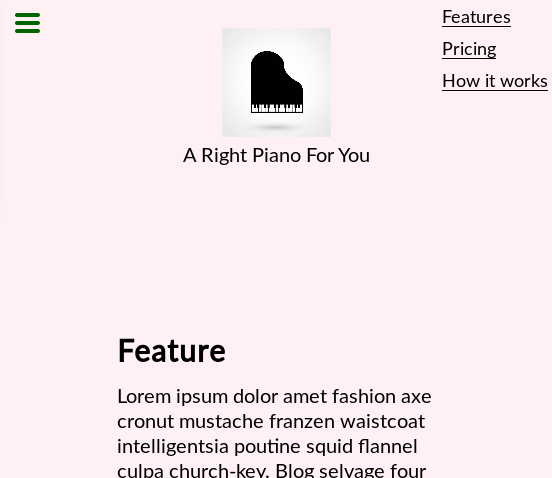 Features
Pricing
How it works
A Right Piano For You
Feature
Lorem ipsum dolor amet fashion axe
cronut mustache franzen waistcoat
intelligentsia poutine squid flannel
culpa church-key. Blog selvage four